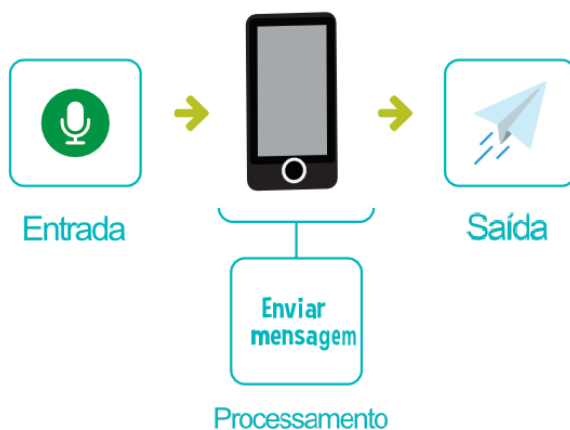 Entrada
Saída
Enviar
mensagem
Processamento